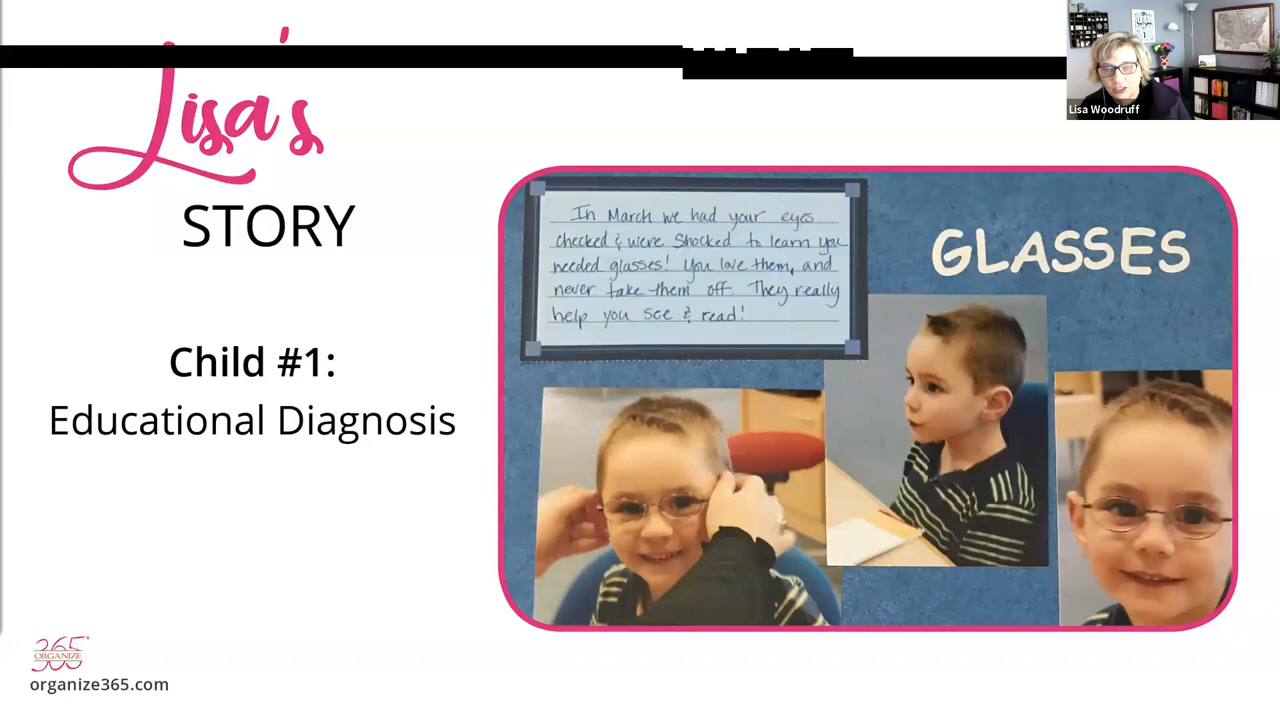 Lisa's
STORY
Child #1:
Educational Diagnosis
In March we had your eyes
checked & were shocked to learn you
needed glasses! You love them, and
never take them off. They really
help you see & read!
GLASSES
Lisa Woodruff
365
ORGANIZE
organize365.com